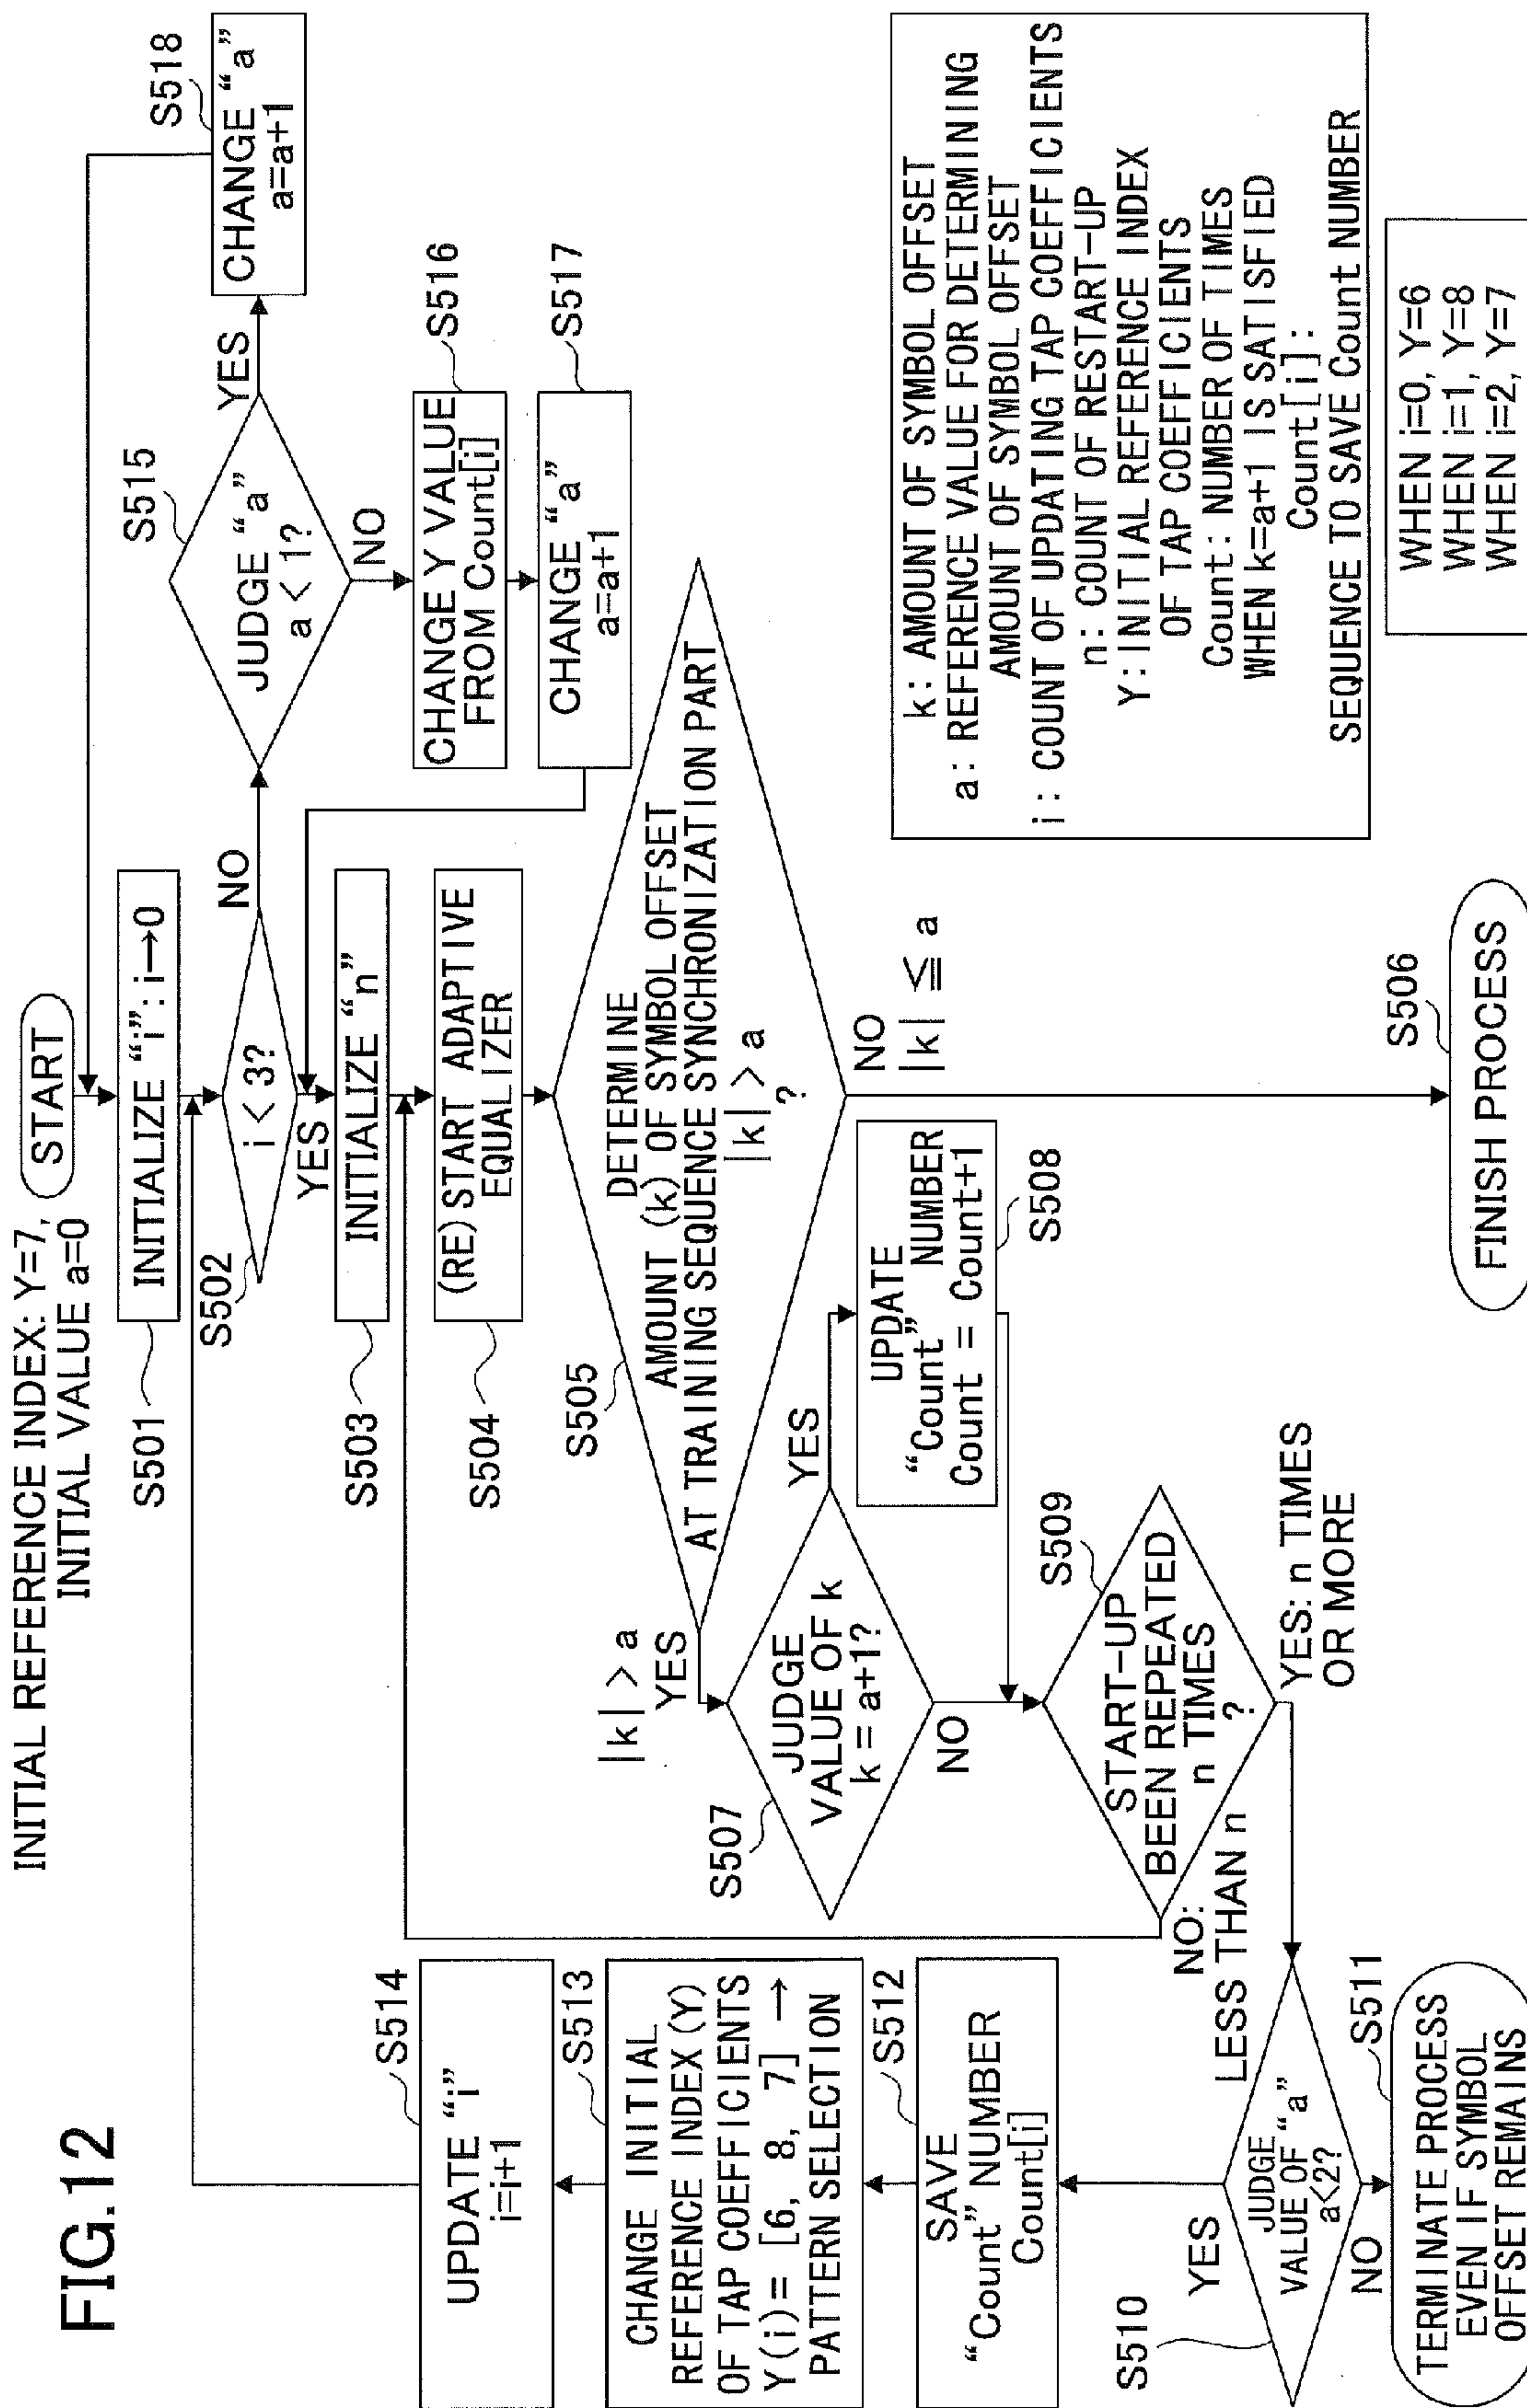 FIG.12
INITIAL REFERENCE INDEX: Y=7,
INITIAL VALUE a=0
START
S501
INITIALIZE “i”: i→0
S502
i < 3?
NO
YES
S503
INITIALIZE “n”
S504
(RE)START ADAPTIVE
EQUALIZER
S505
DETERMINE
AMOUNT (k) OF SYMBOL OFFSET
AT TRAINING SEQUENCE SYNCHRONIZATION PART
|k| > a
?
NO
|k| ≦ a
S506
FINISH PROCESS
|k| > a
YES
S507
JUDGE
VALUE OF k
k = a+1?
YES
NO
UPDATE
“Count” NUMBER
Count = Count+1
S508
S509
START-UP
BEEN REPEATED
n TIMES
?
NO:
LESS THAN n
YES: n TIMES
OR MORE
S510
JUDGE
VALUE OF “a”
a<2?
YES
NO
S511
TERMINATE PROCESS
EVEN IF SYMBOL
OFFSET REMAINS
S512
SAVE
“Count” NUMBER
Count[i]
S513
CHANGE INITIAL
REFERENCE INDEX(Y)
OF TAP COEFFICIENTS
Y(i)= [6, 8, 7] →
PATTERN SELECTION
S514
UPDATE “i”
i=i+1
S515
JUDGE “a”
a < 1?
YES
NO
S516
CHANGE Y VALUE
FROM Count[i]
S517
CHANGE “a”
a=a+1
S518
CHANGE “a”
a=a+1
k: AMOUNT OF SYMBOL OFFSET
a: REFERENCE VALUE FOR DETERMINING
AMOUNT OF SYMBOL OFFSET
i: COUNT OF UPDATING TAP COEFFICIENTS
n: COUNT OF RESTART-UP
Y: INITIAL REFERENCE INDEX
OF TAP COEFFICIENTS
Count: NUMBER OF TIMES
WHEN k=a+1 IS SATISFIED
Count[i]:
SEQUENCE TO SAVE Count NUMBER
WHEN i=0, Y=6
WHEN i=1, Y=8
WHEN i=2, Y=7